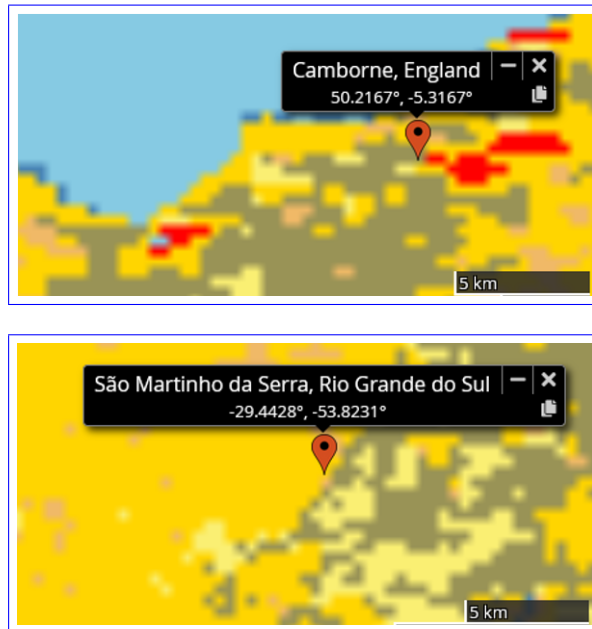 Camborne, England
50.2167°, -5.3167°
5 km
São Martinho da Serra, Rio Grande do Sul
-29.4428°, -53.8231°
5 km